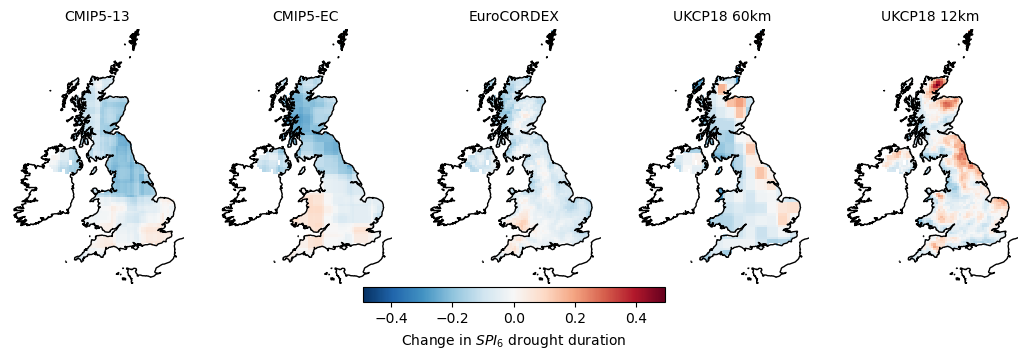 CMIP5-13 CMIP5-EC EuroCORDEX UKCP18 60km UKCP18 12km
−0.4 −0.2 0.0 0.2 0.4
Change in SPI₆ drought duration